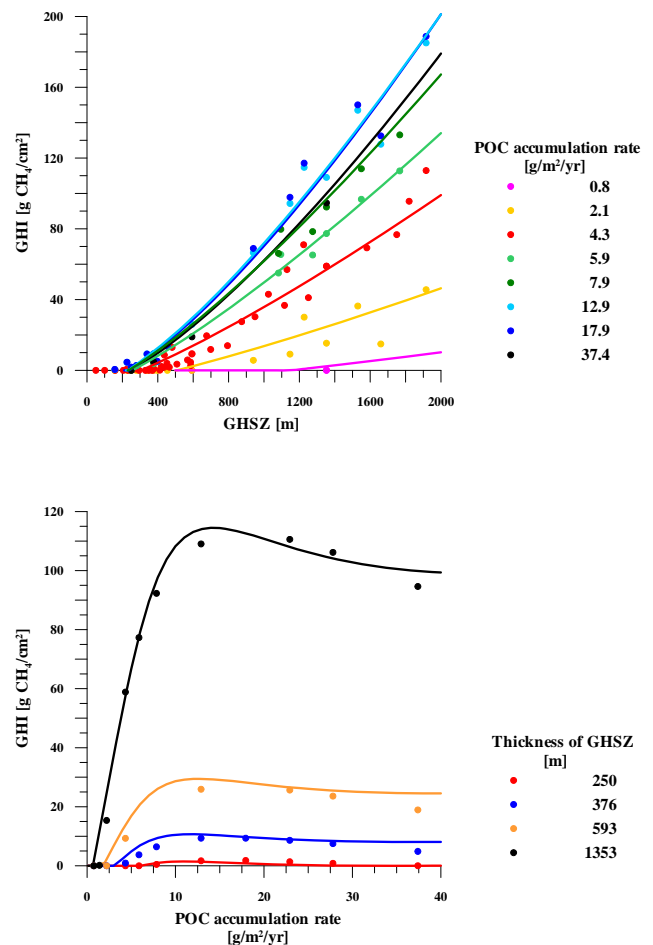 200
160
120
80
40
0
GHI [g CH₄/cm²]
0 400 800 1200 1600 2000
GHSZ [m]
POC accumulation rate
[g/m²/yr]
0.8
2.1
4.3
5.9
7.9
12.9
17.9
37.4
120
100
80
60
40
20
0
GHI [g CH₄/cm²]
0 10 20 30 40
POC accumulation rate
[g/m²/yr]
Thickness of GHSZ
[m]
250
376
593
1353